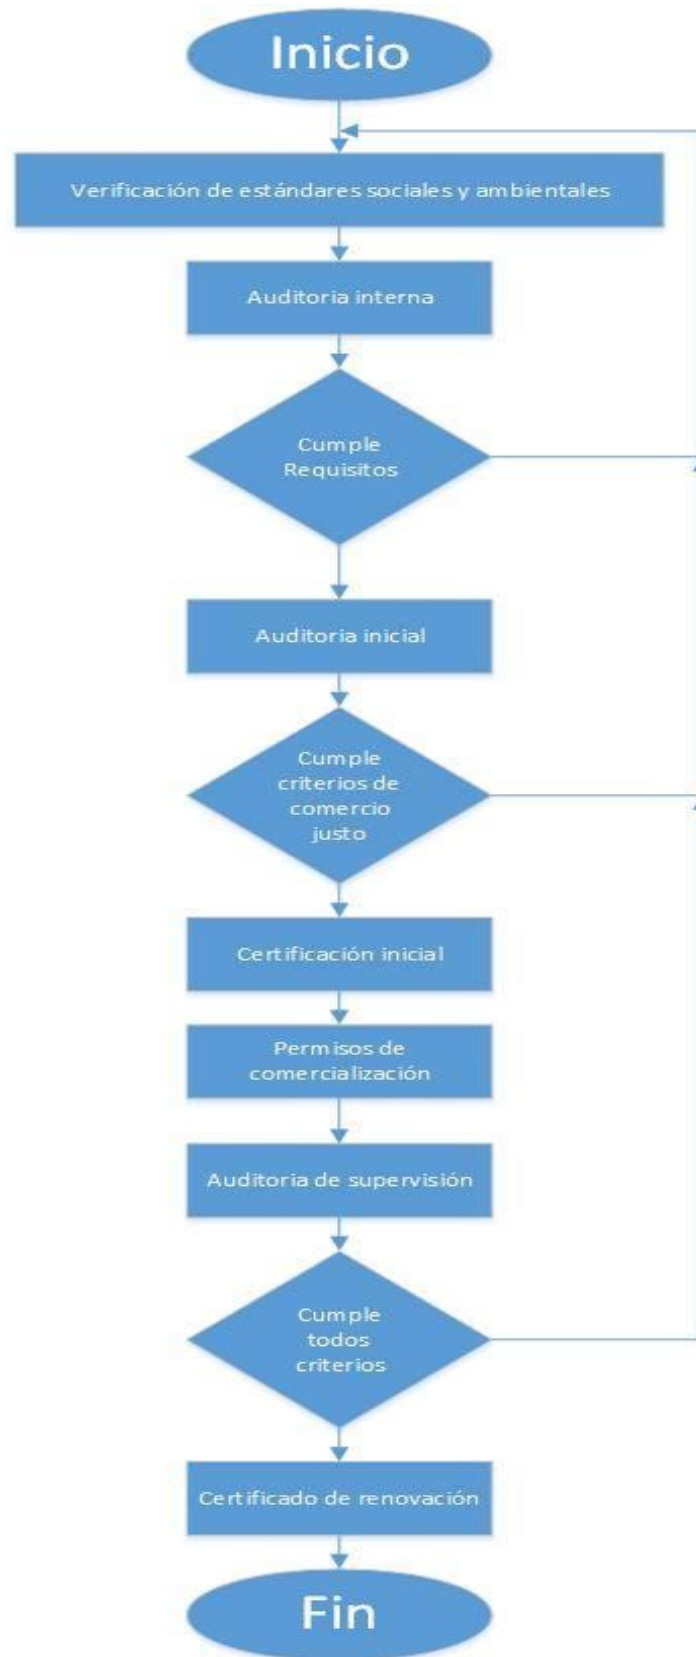 Inicio
Verificación de estándares sociales y ambientales
Auditoria interna
Cumple
Requisitos
Auditoria inicial
Cumple
criterios de
comercio
justo
Certificación inicial
Permisos de
comercialización
Auditoria de supervisión
Cumple
todos
criterios
Certificado de renovación
Fin